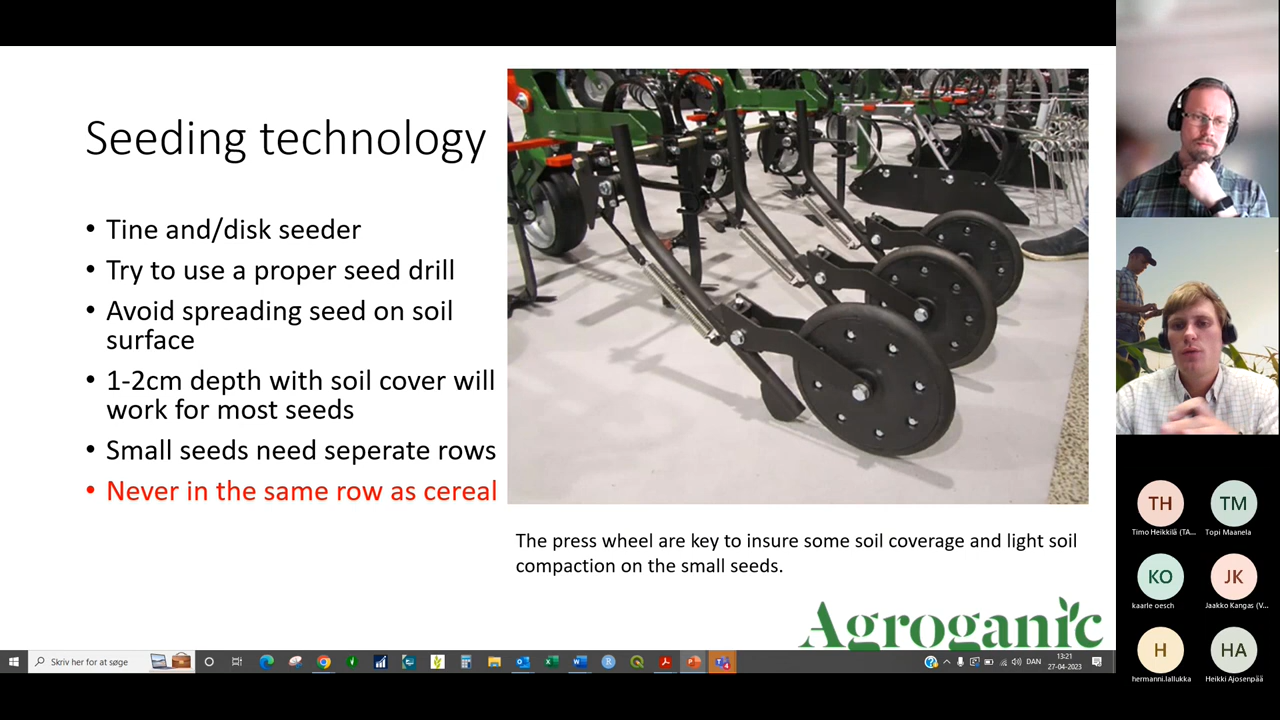 Seeding technology
• Tine and/disk seeder
• Try to use a proper seed drill
• Avoid spreading seed on soil
surface
• 1-2cm depth with soil cover will
work for most seeds
• Small seeds need seperate rows
• Never in the same row as cereal
The press wheel are key to insure some soil coverage and light soil
compaction on the small seeds.
Agroganic
Skriv her for at søge
DAN
13:21
27-04-2023
TH
Timo Heikkilä (TA...
TM
Topi Maanela
KO
kaarle oesch
JK
Jaakko Kangas (V...
H
hermanni.lallukka
HA
Heikki Ajosenpää